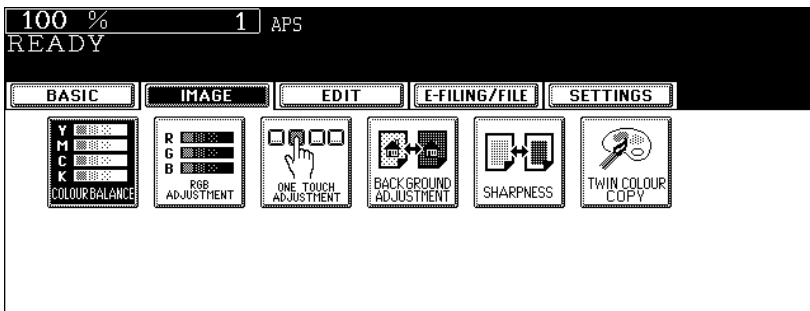 100 % 1 APS
READY
BASIC IMAGE EDIT E-FILING/FILE SETTINGS
Y
M
C
K
COLOUR BALANCE
R
G
B
RGB
ADJUSTMENT
ONE TOUCH
ADJUSTMENT
BACKGROUND
ADJUSTMENT
SHARPNESS
TWIN COLOUR
COPY